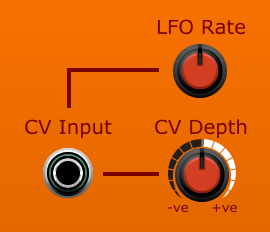 LFO Rate
CV Input
CV Depth
-ve +ve